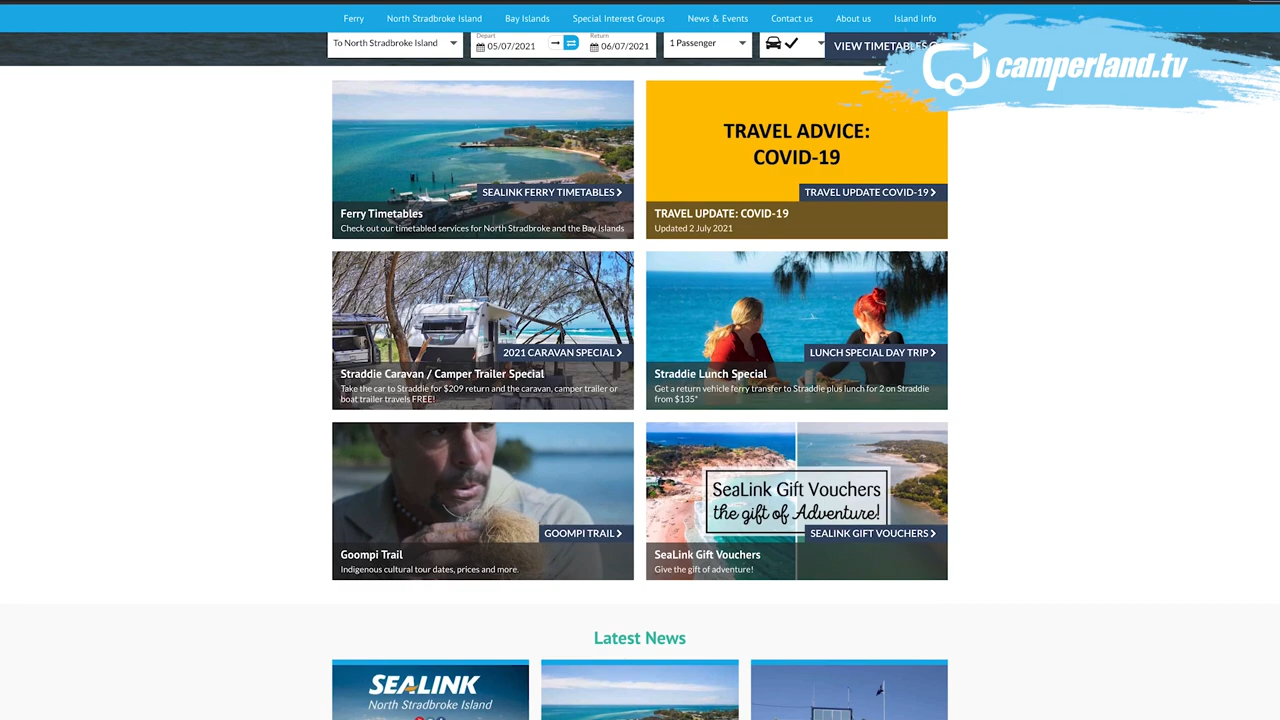 Ferry
North Stradbroke Island
Bay Islands
Special Interest Groups
News & Events
Contact us
About us
Island Info
To North Stradbroke Island
Depart
05/07/2021
Return
06/07/2021
1 Passenger
VIEW TIMETABLES
camperland.tv
SEALINK FERRY TIMETABLES
Ferry Timetables
Check out our timetabled services for North Stradbroke and the Bay Islands
TRAVEL ADVICE:
COVID-19
TRAVEL UPDATE COVID-19
TRAVEL UPDATE: COVID-19
Updated 2 July 2021
2021 CARAVAN SPECIAL
Straddie Caravan / Camper Trailer Special
Take the car to Straddie for $209 return and the caravan, camper trailer or
boat trailer travels FREE!
LUNCH SPECIAL DAY TRIP
Straddie Lunch Special
Get a return vehicle ferry transfer to Straddie plus lunch for 2 on Straddie
from $135*
GOOMPI TRAIL
Goompi Trail
Indigenous cultural tour dates, prices and more.
SeaLink Gift Vouchers
the gift of Adventure!
SEALINK GIFT VOUCHERS
SeaLink Gift Vouchers
Give the gift of adventure!
Latest News
SEALINK
North Stradbroke Island